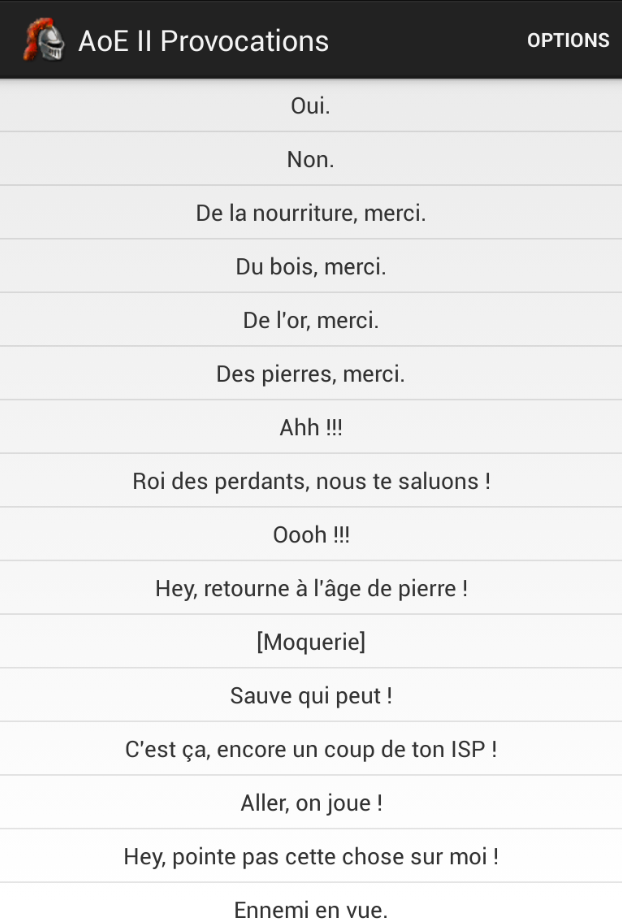 AoE II Provocations
OPTIONS
Oui.
Non.
De la nourriture, merci.
Du bois, merci.
De l'or, merci.
Des pierres, merci.
Ahh !!!
Roi des perdants, nous te saluons !
Oooh !!!
Hey, retourne à l'âge de pierre !
[Moquerie]
Sauve qui peut !
C'est ça, encore un coup de ton ISP !
Aller, on joue !
Hey, pointe pas cette chose sur moi !
Ennemi en vue.